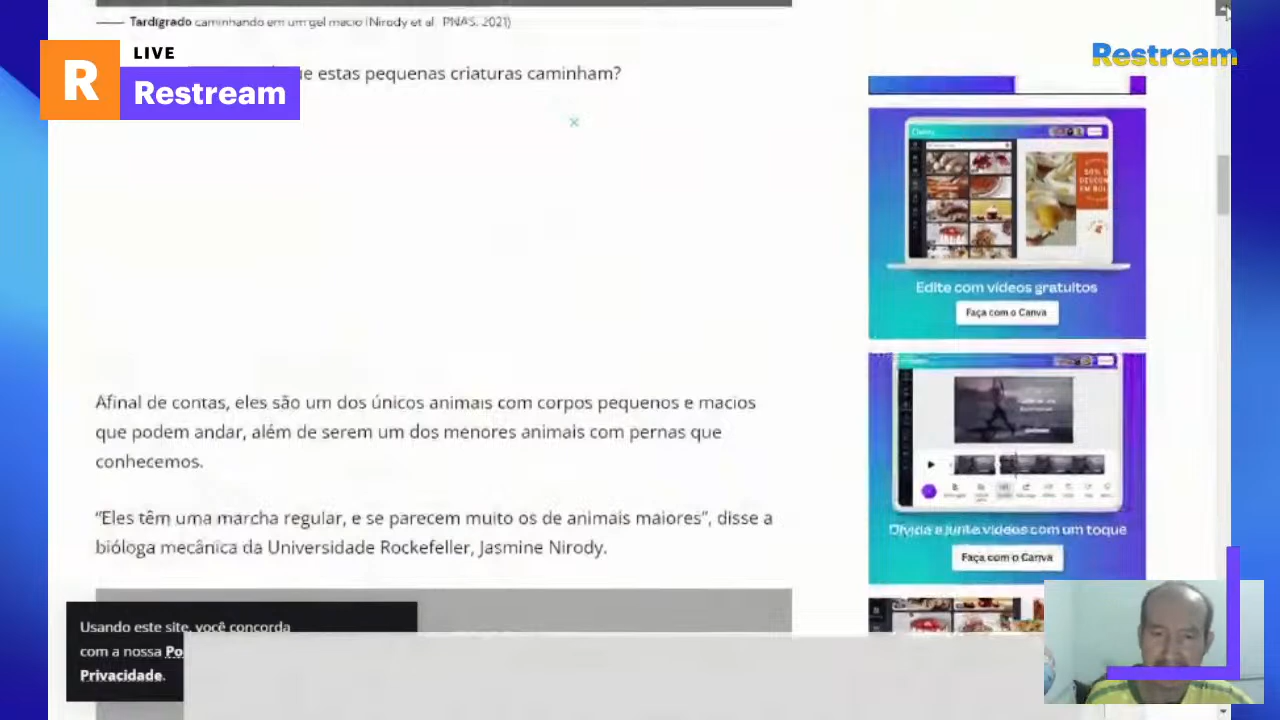 Tardígrado caminhando em um gel macio (Nirody et al. PNAS. 2021)
LIVE
R
Restream
Restream
ue estas pequenas criaturas caminham?
Edite com vídeos gratuitos
Faça com o Canva
Afinal de contas, eles são um dos únicos animais com corpos pequenos e macios
que podem andar, além de serem um dos menores animais com pernas que
conhecemos.
"Eles têm uma marcha regular, e se parecem muito os de animais maiores", disse a
bióloga mecânica da Universidade Rockefeller, Jasmine Nirody.
Divida e junte vídeos com um toque
Faça com o Canva
Usando este site, você concorda
com a nossa Po
Privacidade.